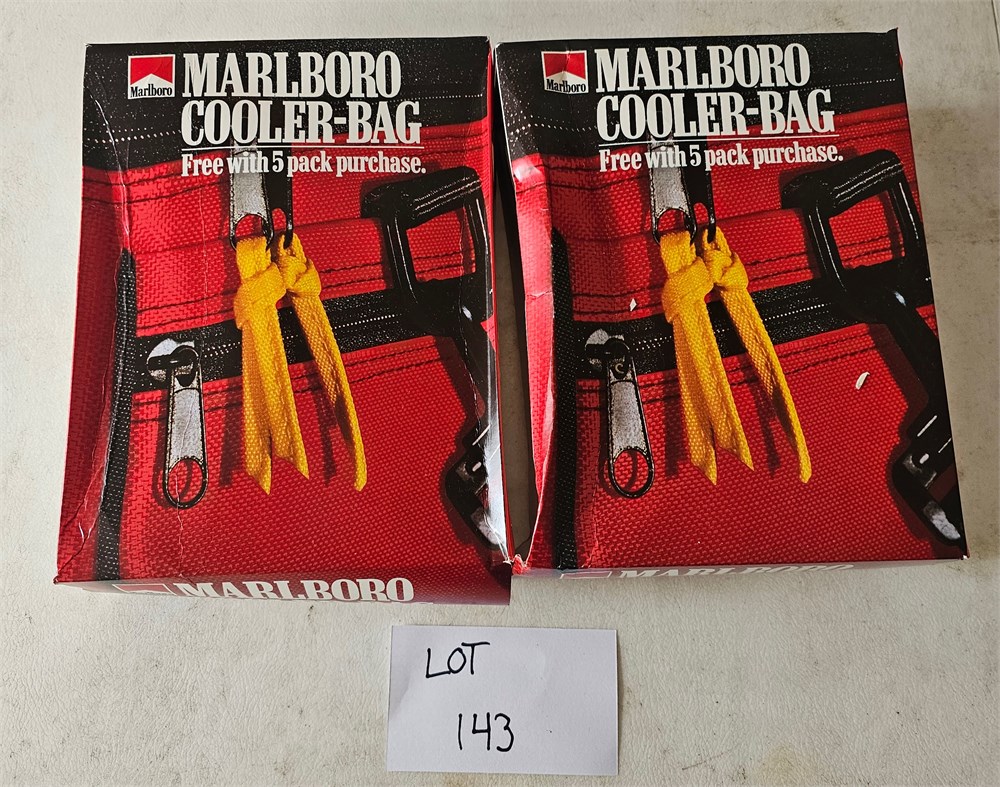 Marlboro
MARLBORO
COOLER-BAG
Free with 5 pack purchase.
MARLBORO
Marlboro
MARLBORO
COOLER-BAG
Free with 5 pack purchase.
MARLBORO
LOT
143